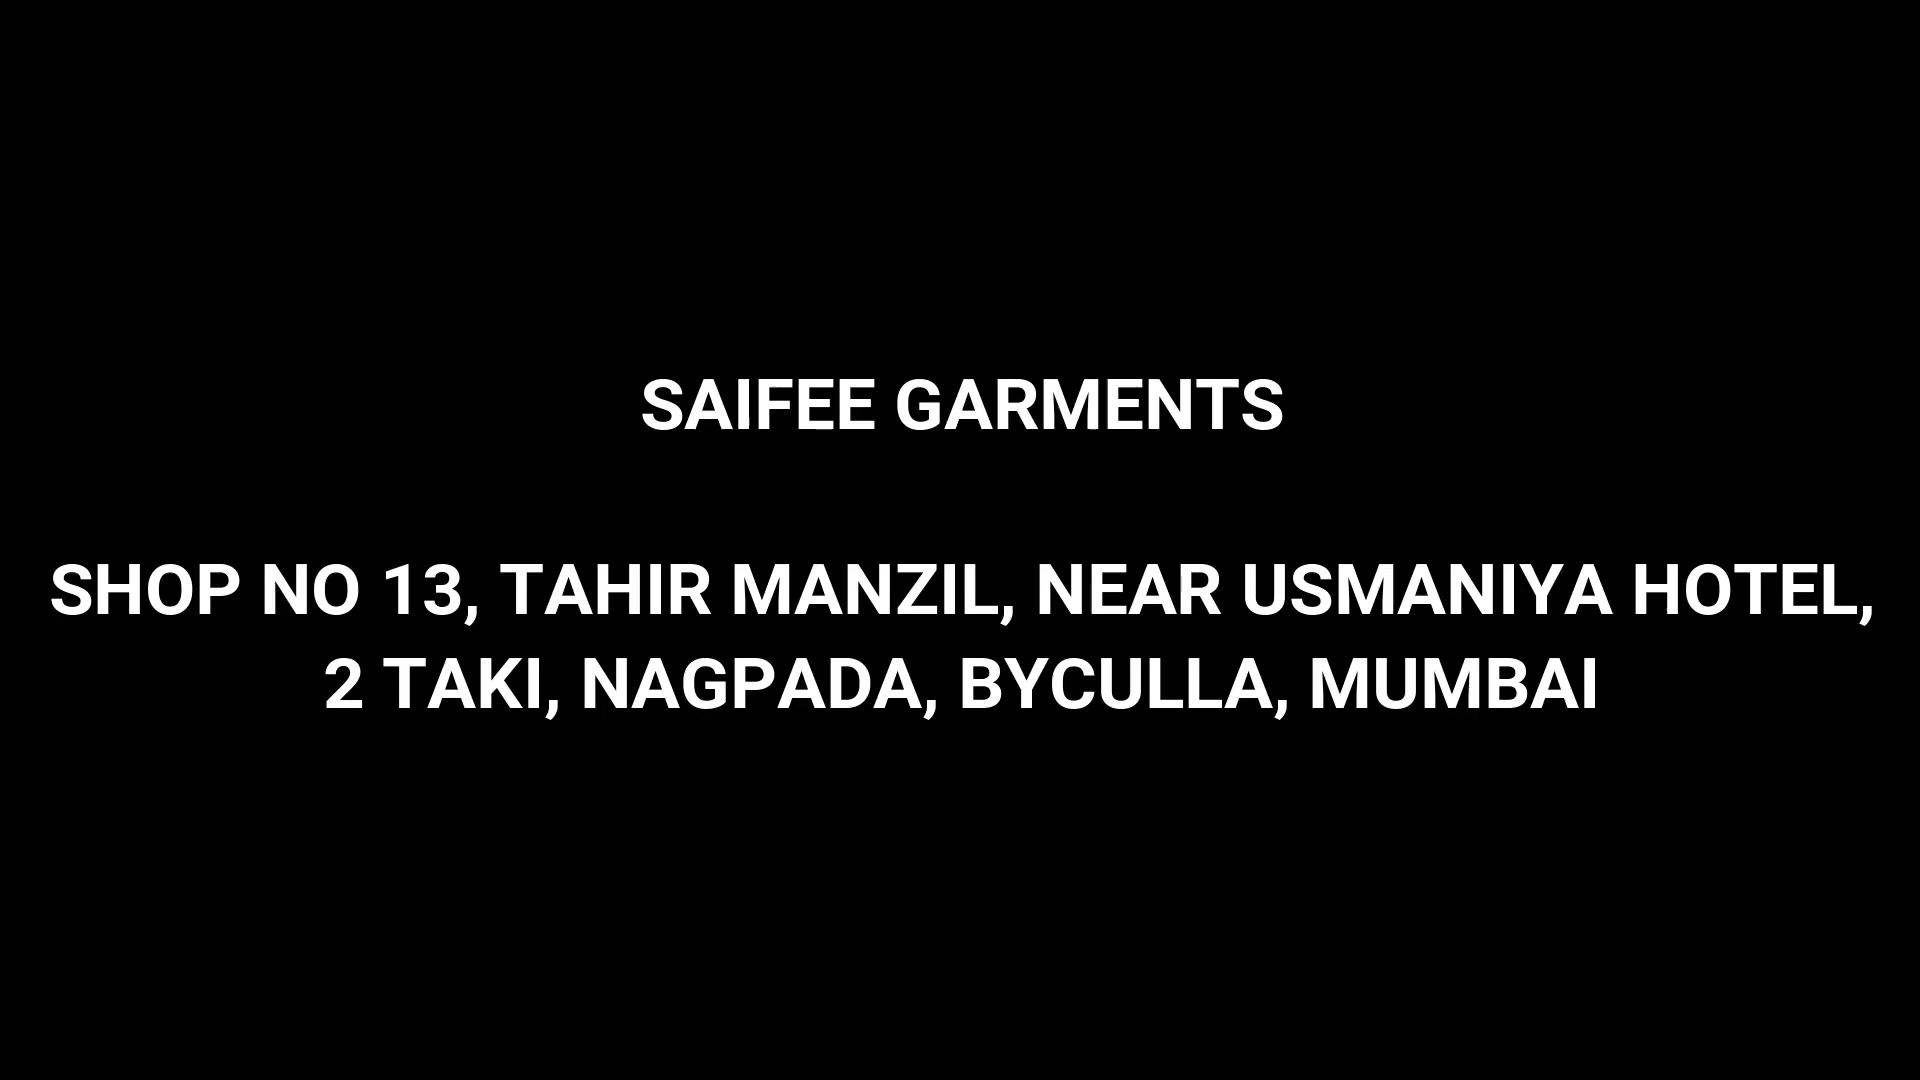 SAIFEE GARMENTS
SHOP NO 13, TAHIR MANZIL, NEAR USMANIYA HOTEL,
2 TAKI, NAGPADA, BYCULLA, MUMBAI